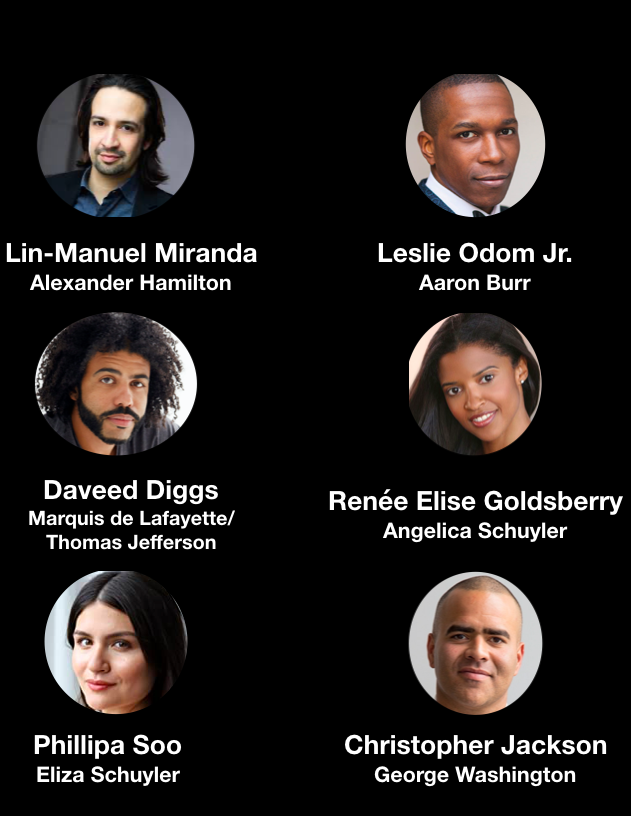 Lin-Manuel Miranda
Alexander Hamilton
Leslie Odom Jr.
Aaron Burr
Daveed Diggs
Marquis de Lafayette/
Thomas Jefferson
Renée Elise Goldsberry
Angelica Schuyler
Phillipa Soo
Eliza Schuyler
Christopher Jackson
George Washington